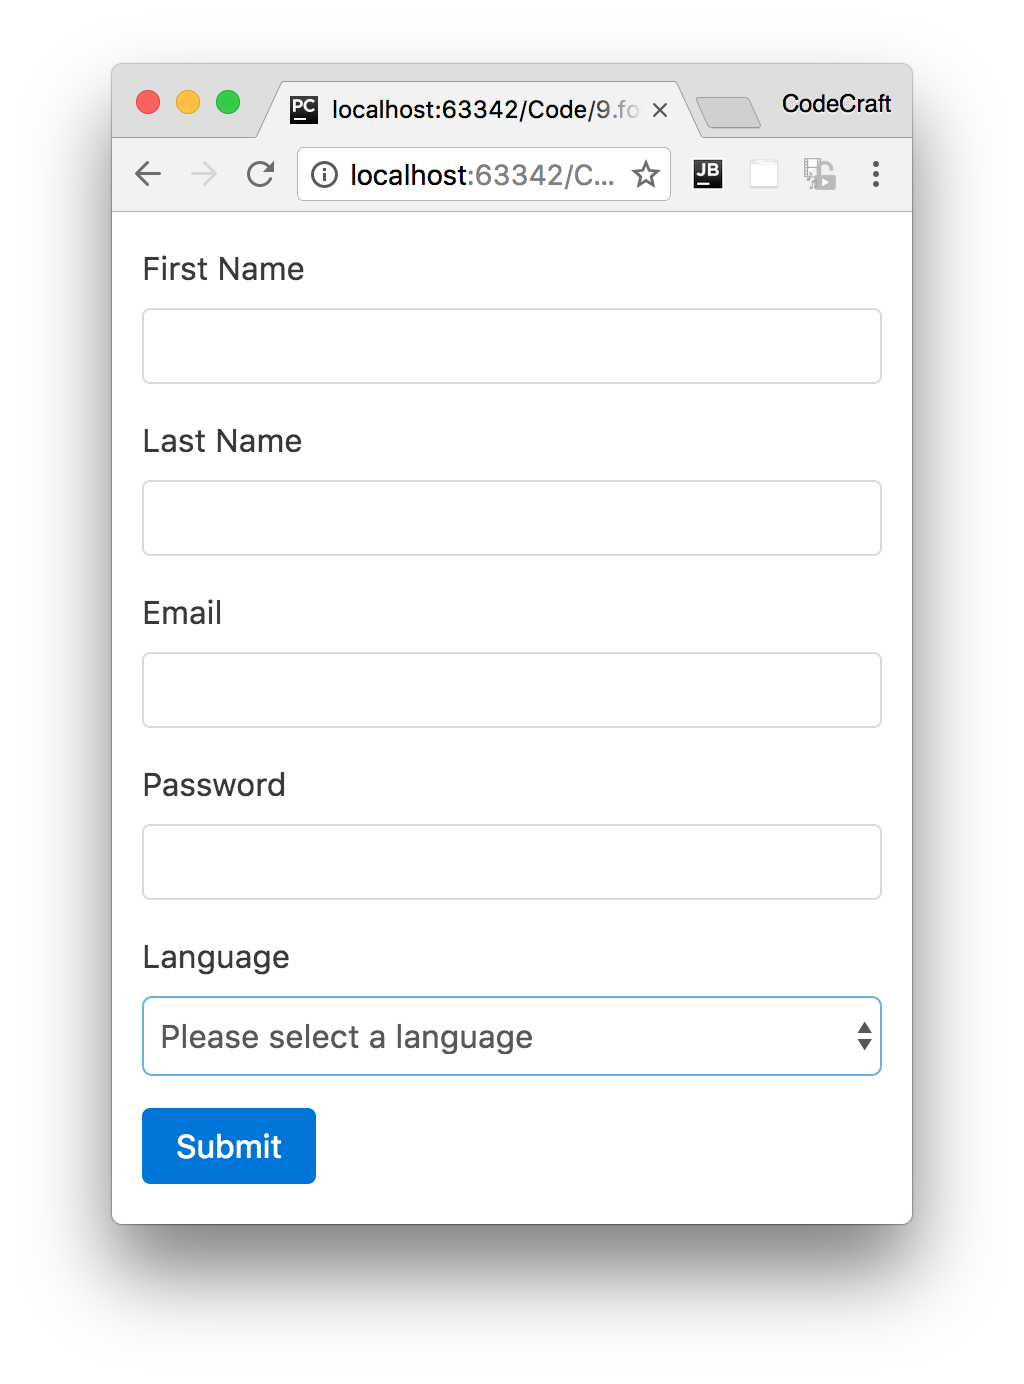 PC localhost:63342/Code/9.fo CodeCraft
localhost:63342/C... JB
First Name
Last Name
Email
Password
Language
Please select a language
Submit